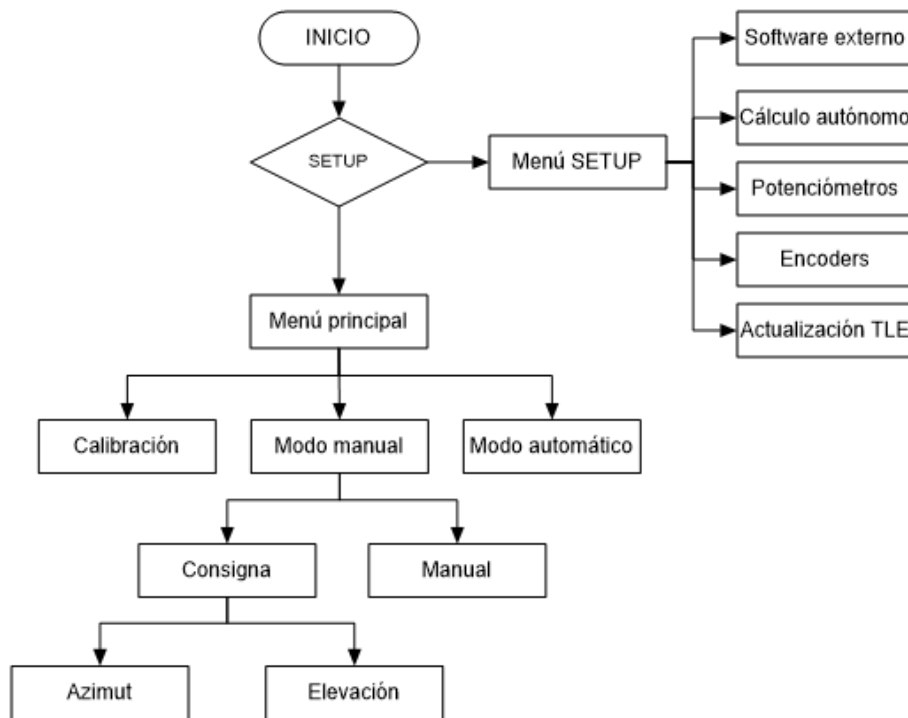 INICIO
Software externo
Cálculo autónomo
SETUP
Menú SETUP
Potenciómetros
Encoders
Menú principal
Actualización TLE
Calibración
Modo manual
Modo automático
Consigna
Manual
Azimut
Elevación